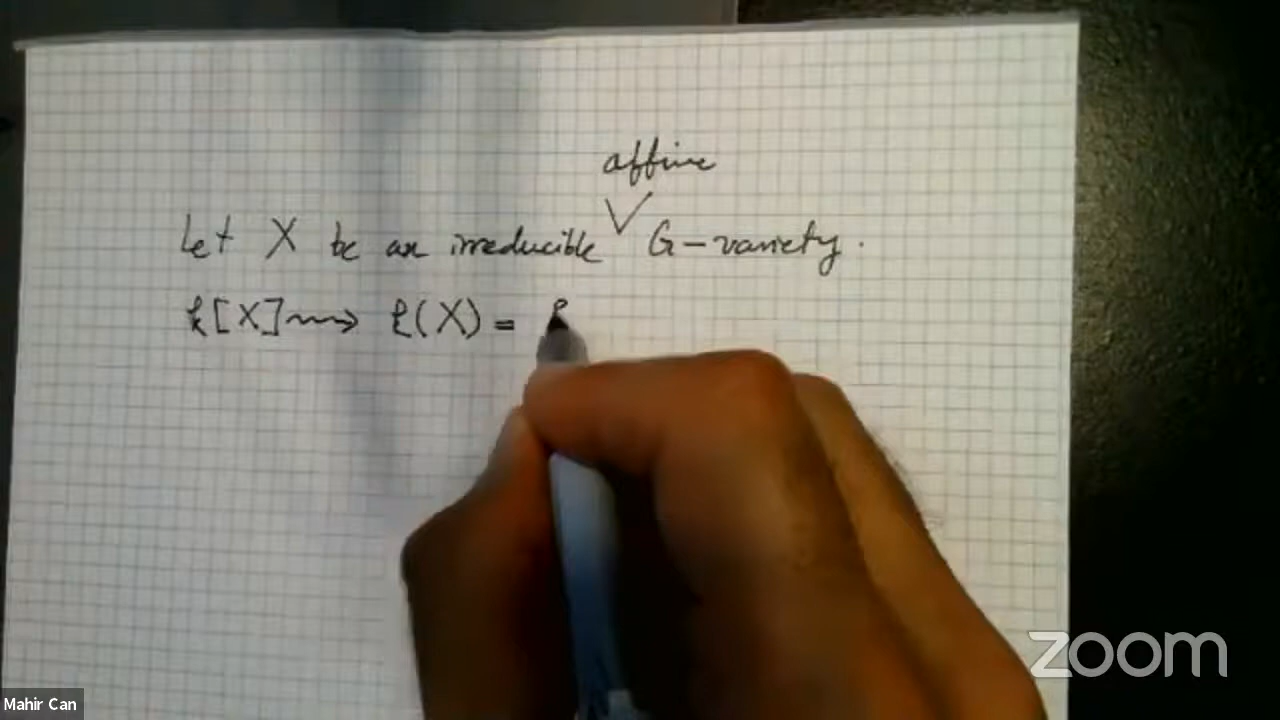 affine
Let X be an irreducible ∨ G-variety.
k[X] ⇝ k(X) =
zoom
Mahir Can